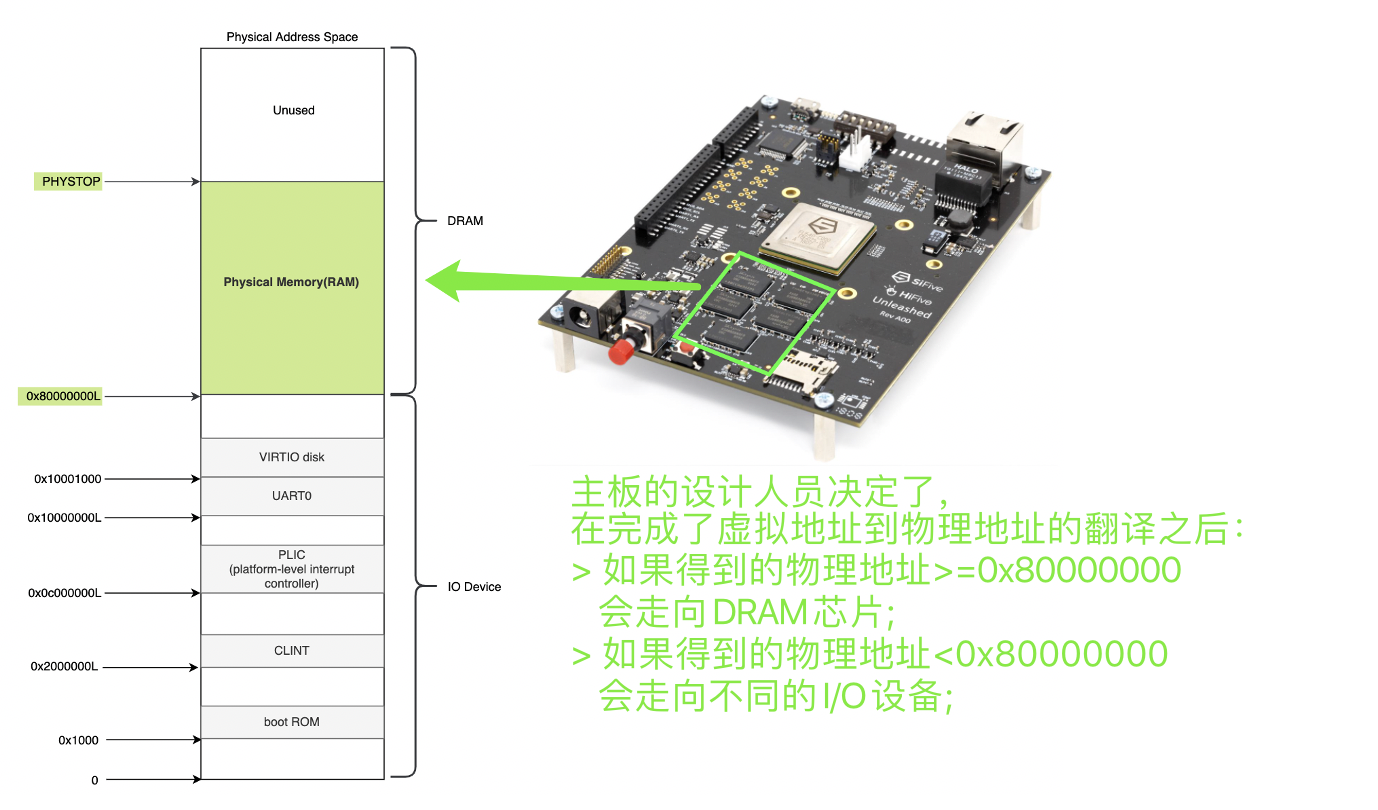 Physical Address Space
Unused
PHYSTOP
DRAM
Physical Memory(RAM)
0x80000000L
VIRTIO disk
0x10001000
UART0
0x10000000L
PLIC
(platform-level interrupt
controller)
0x0c000000L
IO Device
CLINT
0x2000000L
boot ROM
0x1000
0
HALO
SiFive
HiFive
Unleashed
Rev A00
主板的设计人员决定了，
在完成了虚拟地址到物理地址的翻译之后：
> 如果得到的物理地址>=0x80000000
会走向DRAM芯片;
> 如果得到的物理地址<0x80000000
会走向不同的I/O设备;